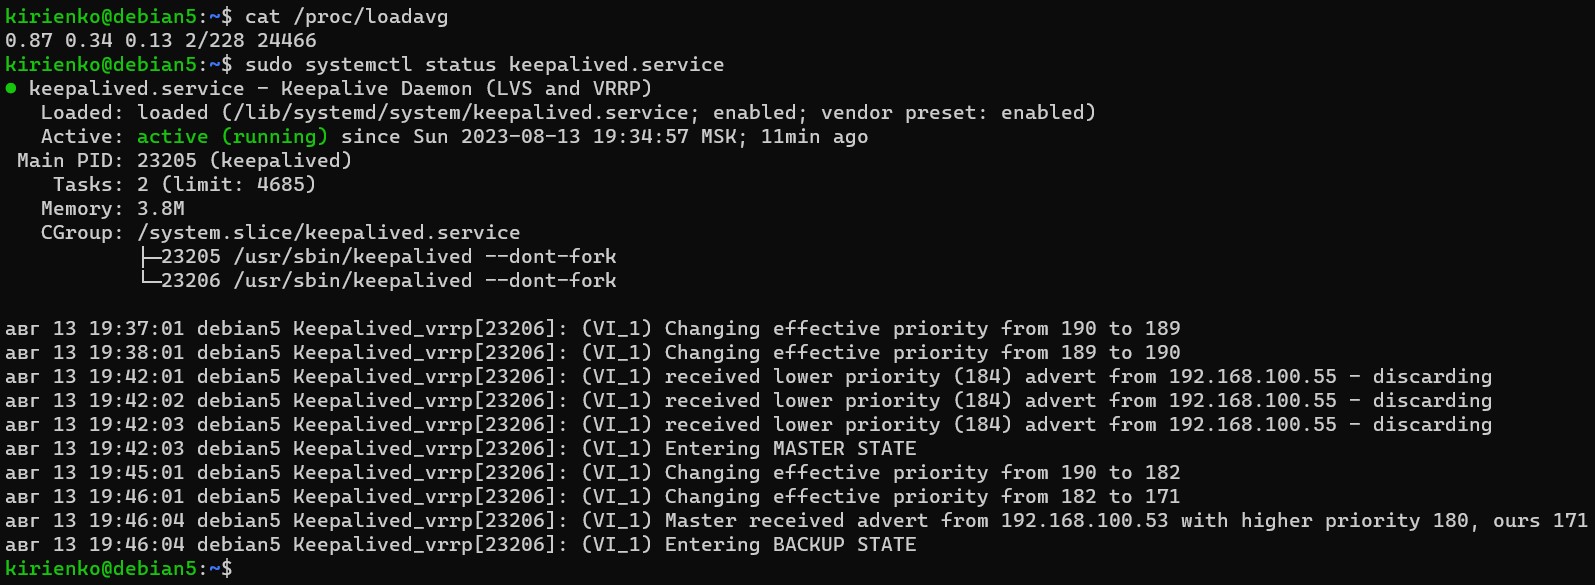 kirienko@debian5:~$ cat /proc/loadavg
0.87 0.34 0.13 2/228 24466
kirienko@debian5:~$ sudo systemctl status keepalived.service
● keepalived.service - Keepalive Daemon (LVS and VRRP)
   Loaded: loaded (/lib/systemd/system/keepalived.service; enabled; vendor preset: enabled)
   Active: active (running) since Sun 2023-08-13 19:34:57 MSK; 11min ago
 Main PID: 23205 (keepalived)
    Tasks: 2 (limit: 4685)
   Memory: 3.8M
   CGroup: /system.slice/keepalived.service
           ├─23205 /usr/sbin/keepalived --dont-fork
           └─23206 /usr/sbin/keepalived --dont-fork

авг 13 19:37:01 debian5 Keepalived_vrrp[23206]: (VI_1) Changing effective priority from 190 to 189
авг 13 19:38:01 debian5 Keepalived_vrrp[23206]: (VI_1) Changing effective priority from 189 to 190
авг 13 19:42:01 debian5 Keepalived_vrrp[23206]: (VI_1) received lower priority (184) advert from 192.168.100.55 - discarding
авг 13 19:42:02 debian5 Keepalived_vrrp[23206]: (VI_1) received lower priority (184) advert from 192.168.100.55 - discarding
авг 13 19:42:03 debian5 Keepalived_vrrp[23206]: (VI_1) received lower priority (184) advert from 192.168.100.55 - discarding
авг 13 19:42:03 debian5 Keepalived_vrrp[23206]: (VI_1) Entering MASTER STATE
авг 13 19:45:01 debian5 Keepalived_vrrp[23206]: (VI_1) Changing effective priority from 190 to 182
авг 13 19:46:01 debian5 Keepalived_vrrp[23206]: (VI_1) Changing effective priority from 182 to 171
авг 13 19:46:04 debian5 Keepalived_vrrp[23206]: (VI_1) Master received advert from 192.168.100.53 with higher priority 180, ours 171
авг 13 19:46:04 debian5 Keepalived_vrrp[23206]: (VI_1) Entering BACKUP STATE
kirienko@debian5:~$